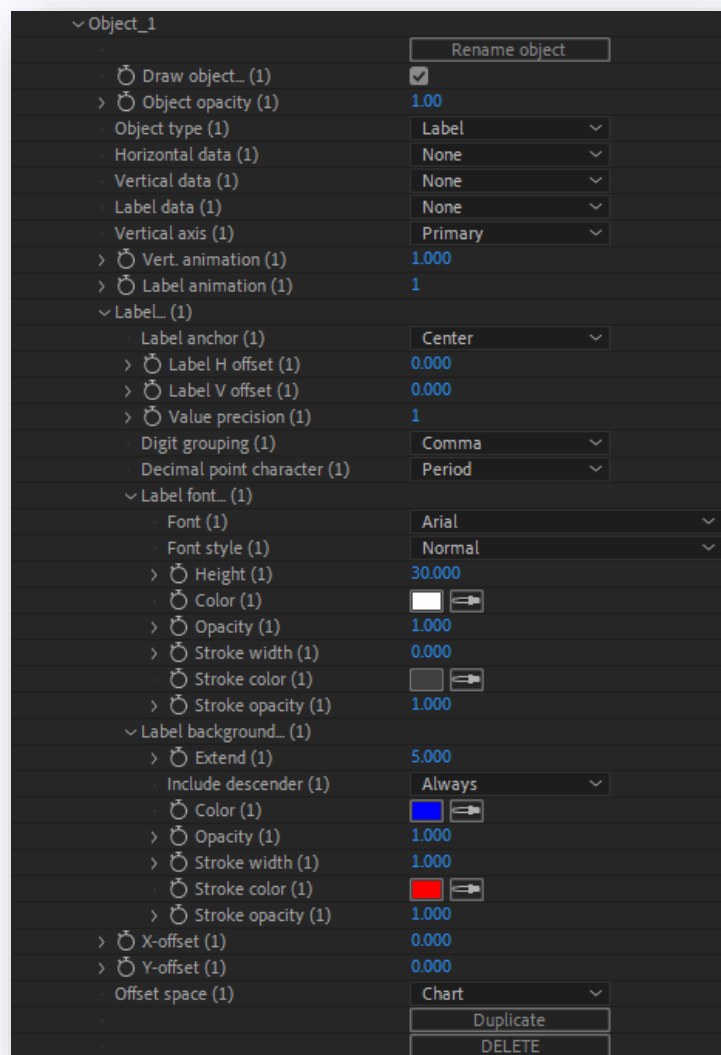 Object_1
Rename object
Draw object... (1)
Object opacity (1) 1.00
Object type (1) Label
Horizontal data (1) None
Vertical data (1) None
Label data (1) None
Vertical axis (1) Primary
Vert. animation (1) 1.000
Label animation (1) 1
Label... (1)
Label anchor (1) Center
Label H offset (1) 0.000
Label V offset (1) 0.000
Value precision (1) 1
Digit grouping (1) Comma
Decimal point character (1) Period
Label font... (1)
Font (1) Arial
Font style (1) Normal
Height (1) 30.000
Color (1)
Opacity (1) 1.000
Stroke width (1) 0.000
Stroke color (1)
Stroke opacity (1) 1.000
Label background... (1)
Extend (1) 5.000
Include descender (1) Always
Color (1)
Opacity (1) 1.000
Stroke width (1) 1.000
Stroke color (1)
Stroke opacity (1) 1.000
X-offset (1) 0.000
Y-offset (1) 0.000
Offset space (1) Chart
Duplicate
DELETE